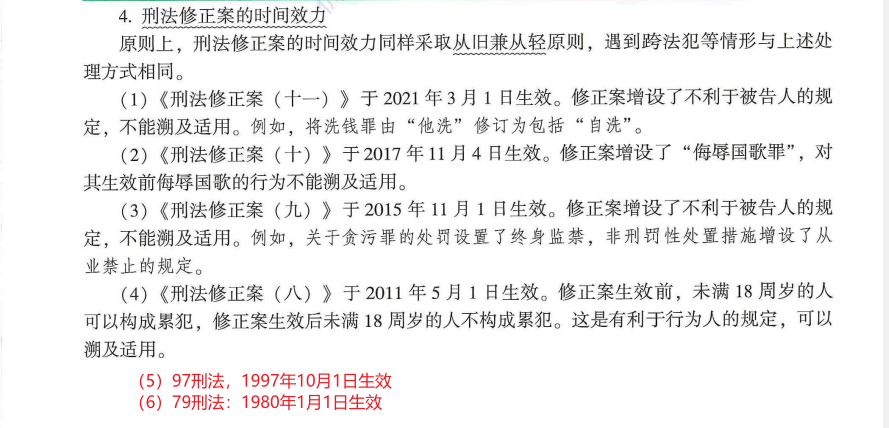 4. 刑法修正案的时间效力
原则上，刑法修正案的时间效力同样采取从旧兼从轻原则，遇到跨法犯等情形与上述处
理方式相同。
（1）《刑法修正案（十一）》于 2021 年 3 月 1 日生效。修正案增设了不利于被告人的规
定，不能溯及适用。例如，将洗钱罪由“他洗”修订为包括“自洗”。
（2）《刑法修正案（十）》于 2017 年 11 月 4 日生效。修正案增设了“侮辱国歌罪”，对
其生效前侮辱国歌的行为不能溯及适用。
（3）《刑法修正案（九）》于 2015 年 11 月 1 日生效。修正案增设了不利于被告人的规
定，不能溯及适用。例如，关于贪污罪的处罚设置了终身监禁，非刑罚性处置措施增设了从
业禁止的规定。
（4）《刑法修正案（八）》于 2011 年 5 月 1 日生效。修正案生效前，未满 18 周岁的人
可以构成累犯，修正案生效后未满 18 周岁的人不构成累犯。这是有利于行为人的规定，可以
溯及适用。
（5）97刑法，1997年10月1日生效
（6）79刑法：1980年1月1日生效